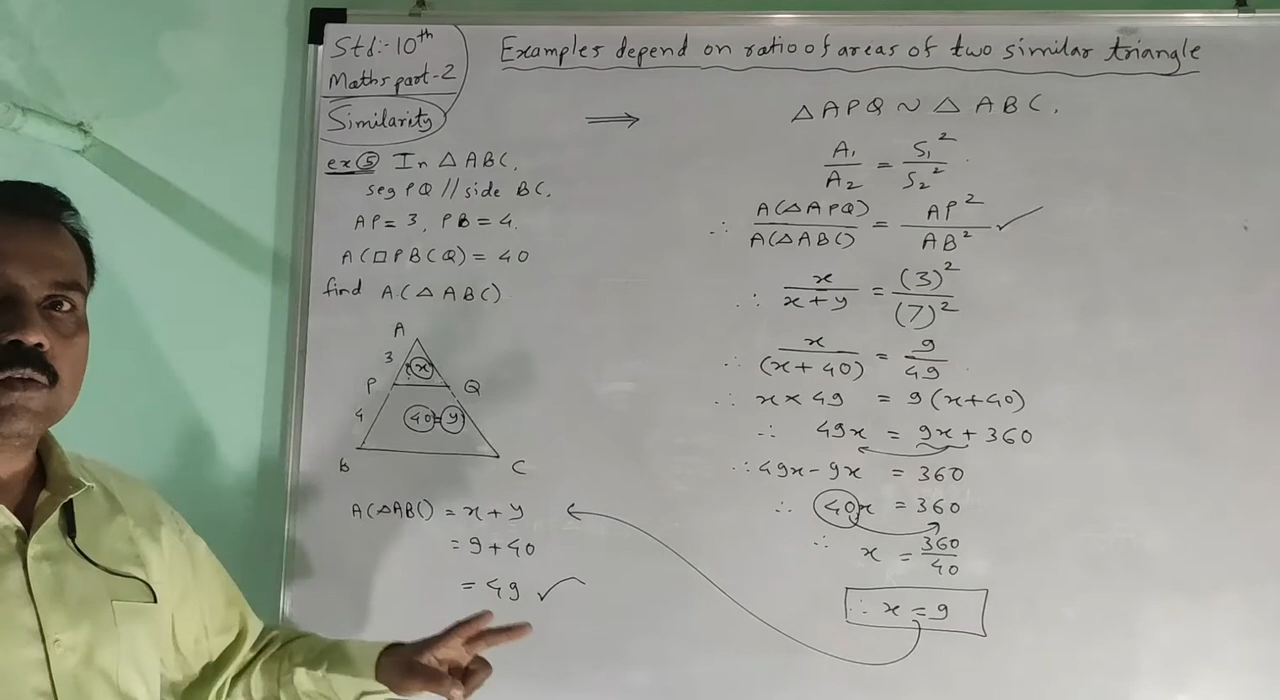 Std:- 10th
Maths part-2
Similarity
Examples depend on ratio of areas of two similar triangle
ex ⑤ In △ ABC,
seg PQ // side BC.
AP = 3, PB = 4.
A(□ PBCQ) = 40
find A(△ ABC)
A
3
x
P
Q
4
40 = y
B
C
A(△ABC) = x + y
= 9 + 40
= 49 ✓
⇒ △ APQ ~ △ ABC.
A₁/A₂ = S₁²/S₂²
∴ A(△APQ)/A(△ABC) = AP²/AB² ✓
∴ x/(x+y) = (3)²/(7)²
∴ x/(x+40) = 9/49
∴ x × 49 = 9(x+40)
∴ 49x = 9x + 360
∴ 49x - 9x = 360
∴ 40x = 360
∴ x = 360/40
∴ x = 9